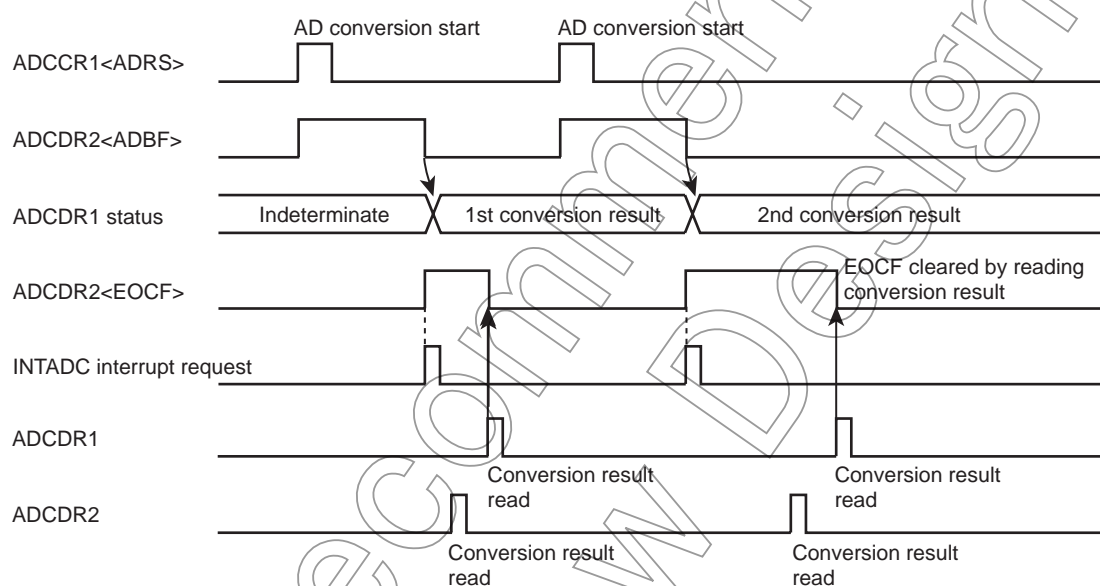 AD conversion start
AD conversion start
ADCCR1<ADRS>
ADCDR2<ADBF>
ADCDR1 status
Indeterminate
1st conversion result
2nd conversion result
EOCF cleared by reading
conversion result
ADCDR2<EOCF>
INTADC interrupt request
ADCDR1
Conversion result
read
Conversion result
read
ADCDR2
Conversion result
read
Conversion result
read